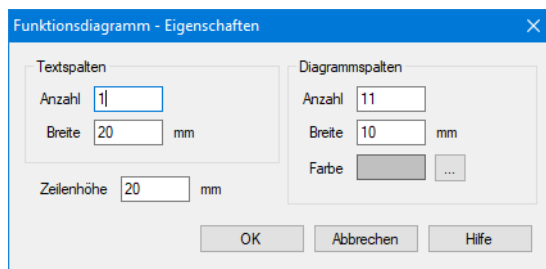 Funktionsdiagramm - Eigenschaften
Textspalten
Anzahl 1
Breite 20 mm
Zeilenhöhe 20 mm
Diagrammspalten
Anzahl 11
Breite 10 mm
Farbe ...
OK Abbrechen Hilfe